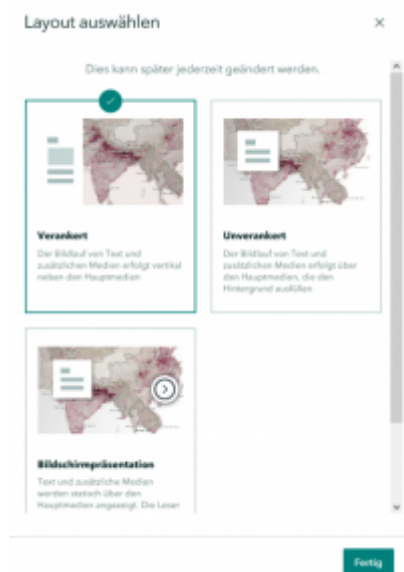 Layout auswählen
Dies kann später jederzeit geändert werden.
Verankert
Der Bildlauf von Text und
zusätzlichen Medien erfolgt vertikal
neben den Hauptmedien
Unverankert
Der Bildlauf von Text und
zusätzlichen Medien erfolgt über
den Hauptmedien, die den
Hintergrund ausfüllen
Bildschirmpräsentation
Text und zusätzliche Medien
werden statisch über den
Hauptmedien angezeigt. Die Leser
Fertig